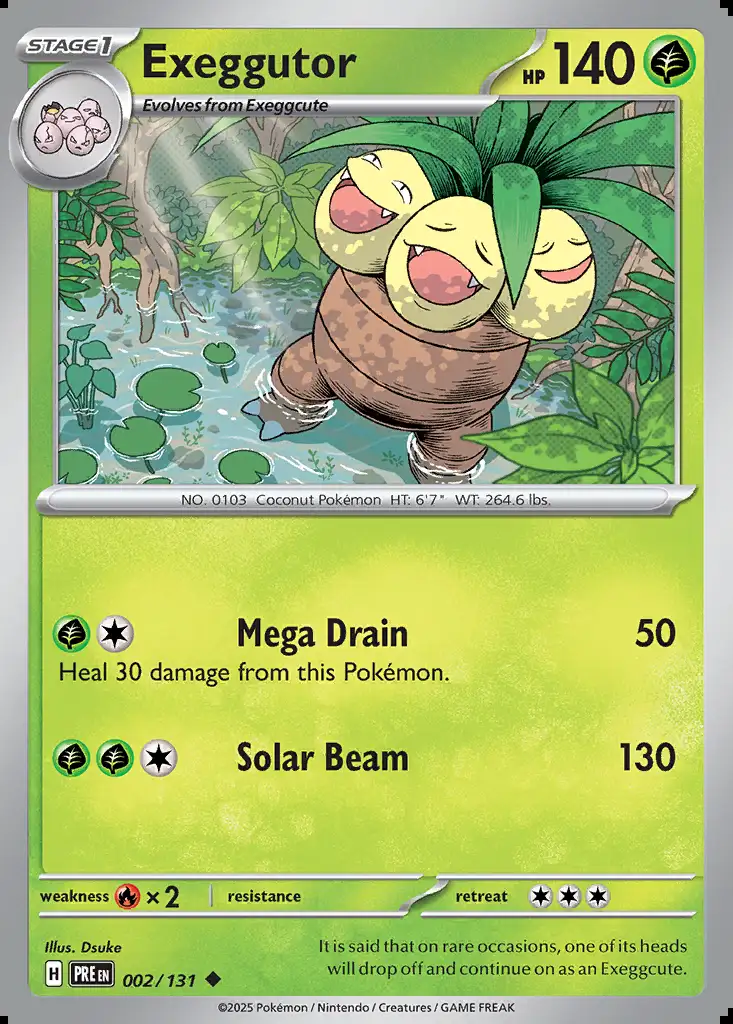 STAGE1
Exeggutor
HP 140
Evolves from Exeggcute
NO. 0103 Coconut Pokémon HT: 6'7" WT: 264.6 lbs.
Mega Drain 50
Heal 30 damage from this Pokémon.
Solar Beam 130
weakness ×2 resistance retreat
Illus. Dsuke
It is said that on rare occasions, one of its heads
will drop off and continue on as an Exeggcute.
H PRE EN 002/131
©2025 Pokémon / Nintendo / Creatures / GAME FREAK